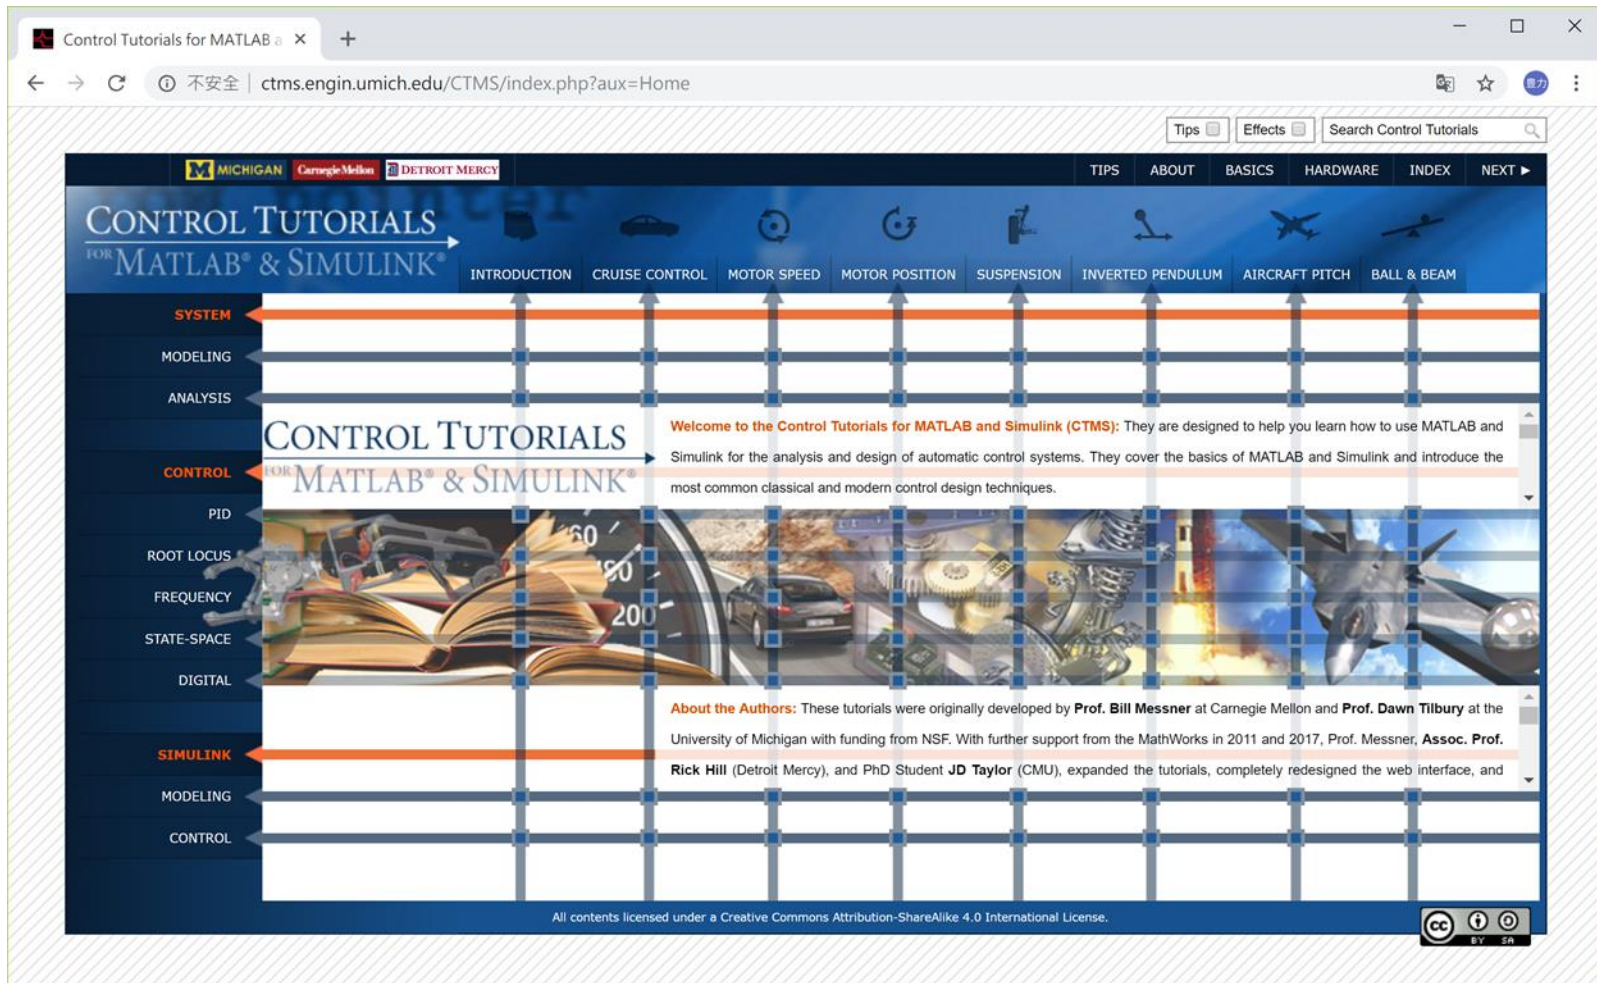 Control Tutorials for MATLAB a
不安全 | ctms.engin.umich.edu/CTMS/index.php?aux=Home
豊力
Tips
Effects
Search Control Tutorials
MICHIGAN
Carnegie Mellon
DETROIT MERCY
TIPS ABOUT BASICS HARDWARE INDEX NEXT ►
pointer
CONTROL TUTORIALS
FOR MATLAB® & SIMULINK®
INTRODUCTION CRUISE CONTROL MOTOR SPEED MOTOR POSITION SUSPENSION INVERTED PENDULUM AIRCRAFT PITCH BALL & BEAM
SYSTEM
MODELING
ANALYSIS
CONTROL
PID
ROOT LOCUS
FREQUENCY
STATE-SPACE
DIGITAL
SIMULINK
MODELING
CONTROL
CONTROL TUTORIALS
FOR MATLAB® & SIMULINK®
Welcome to the Control Tutorials for MATLAB and Simulink (CTMS): They are designed to help you learn how to use MATLAB and
Simulink for the analysis and design of automatic control systems. They cover the basics of MATLAB and Simulink and introduce the
most common classical and modern control design techniques.
60
180
200
About the Authors: These tutorials were originally developed by Prof. Bill Messner at Carnegie Mellon and Prof. Dawn Tilbury at the
University of Michigan with funding from NSF. With further support from the MathWorks in 2011 and 2017, Prof. Messner, Assoc. Prof.
Rick Hill (Detroit Mercy), and PhD Student JD Taylor (CMU), expanded the tutorials, completely redesigned the web interface, and
All contents licensed under a Creative Commons Attribution-ShareAlike 4.0 International License.
cc
BY SA